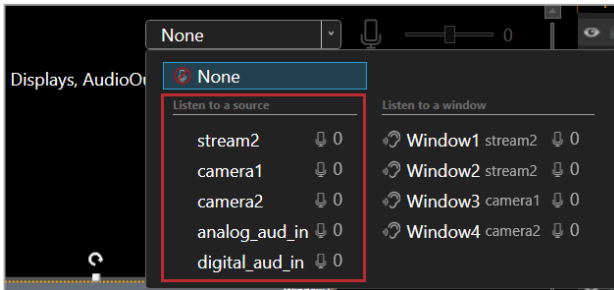 None 0
Displays, AudioOu
None
Listen to a source
stream2 0
camera1 0
camera2 0
analog_aud_in 0
digital_aud_in 0
Listen to a window
Window1 stream2 0
Window2 stream2 0
Window3 camera1 0
Window4 camera2 0